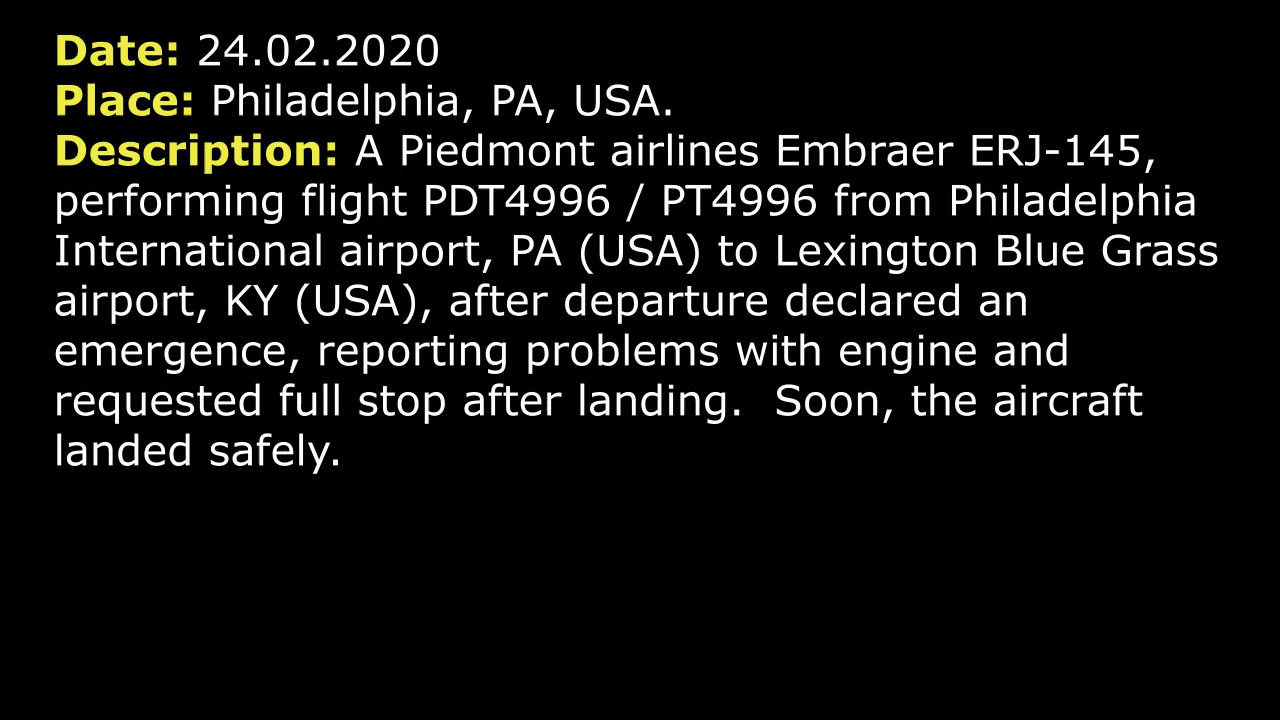 Date: 24.02.2020
Place: Philadelphia, PA, USA.
Description: A Piedmont airlines Embraer ERJ-145,
performing flight PDT4996 / PT4996 from Philadelphia
International airport, PA (USA) to Lexington Blue Grass
airport, KY (USA), after departure declared an
emergence, reporting problems with engine and
requested full stop after landing.  Soon, the aircraft
landed safely.